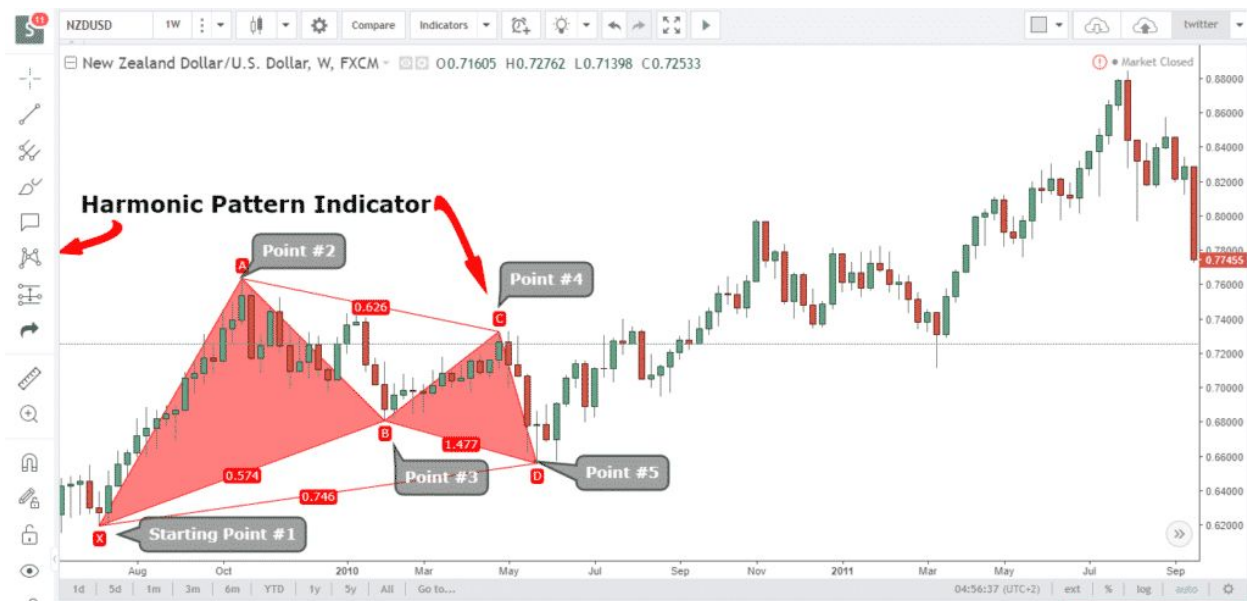 S 11 NZDUSD 1W Compare Indicators twitter
New Zealand Dollar/U.S. Dollar, W, FXCM O0.71605 H0.72762 L0.71398 C0.72533
Market Closed
0.88000
0.86000
0.84000
0.82000
0.80000
0.78000
0.77455
0.76000
0.74000
0.72000
0.70000
0.68000
0.66000
0.64000
0.62000
Harmonic Pattern Indicator
Point #2
A
Point #4
C
0.626
B
1.477
Point #3
0.574
Point #5
D
0.746
X
Starting Point #1
Aug Oct 2010 Mar May Jul Sep Nov 2011 Mar May Jul Sep
1d 5d 1m 3m 6m YTD 1y 5y All Go to... 04:56:37 (UTC+2) ext % log auto